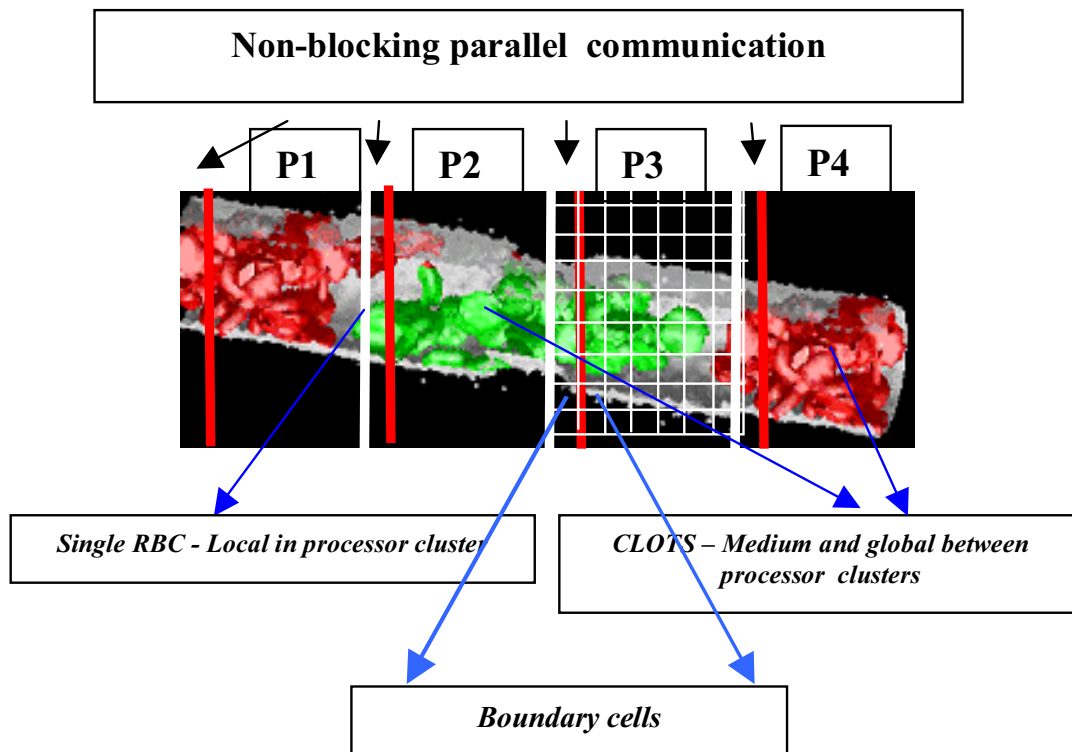 Non-blocking parallel communication
P1
P2
P3
P4
Single RBC - Local in processor cluster
CLOTS – Medium and global between
processor clusters
Boundary cells